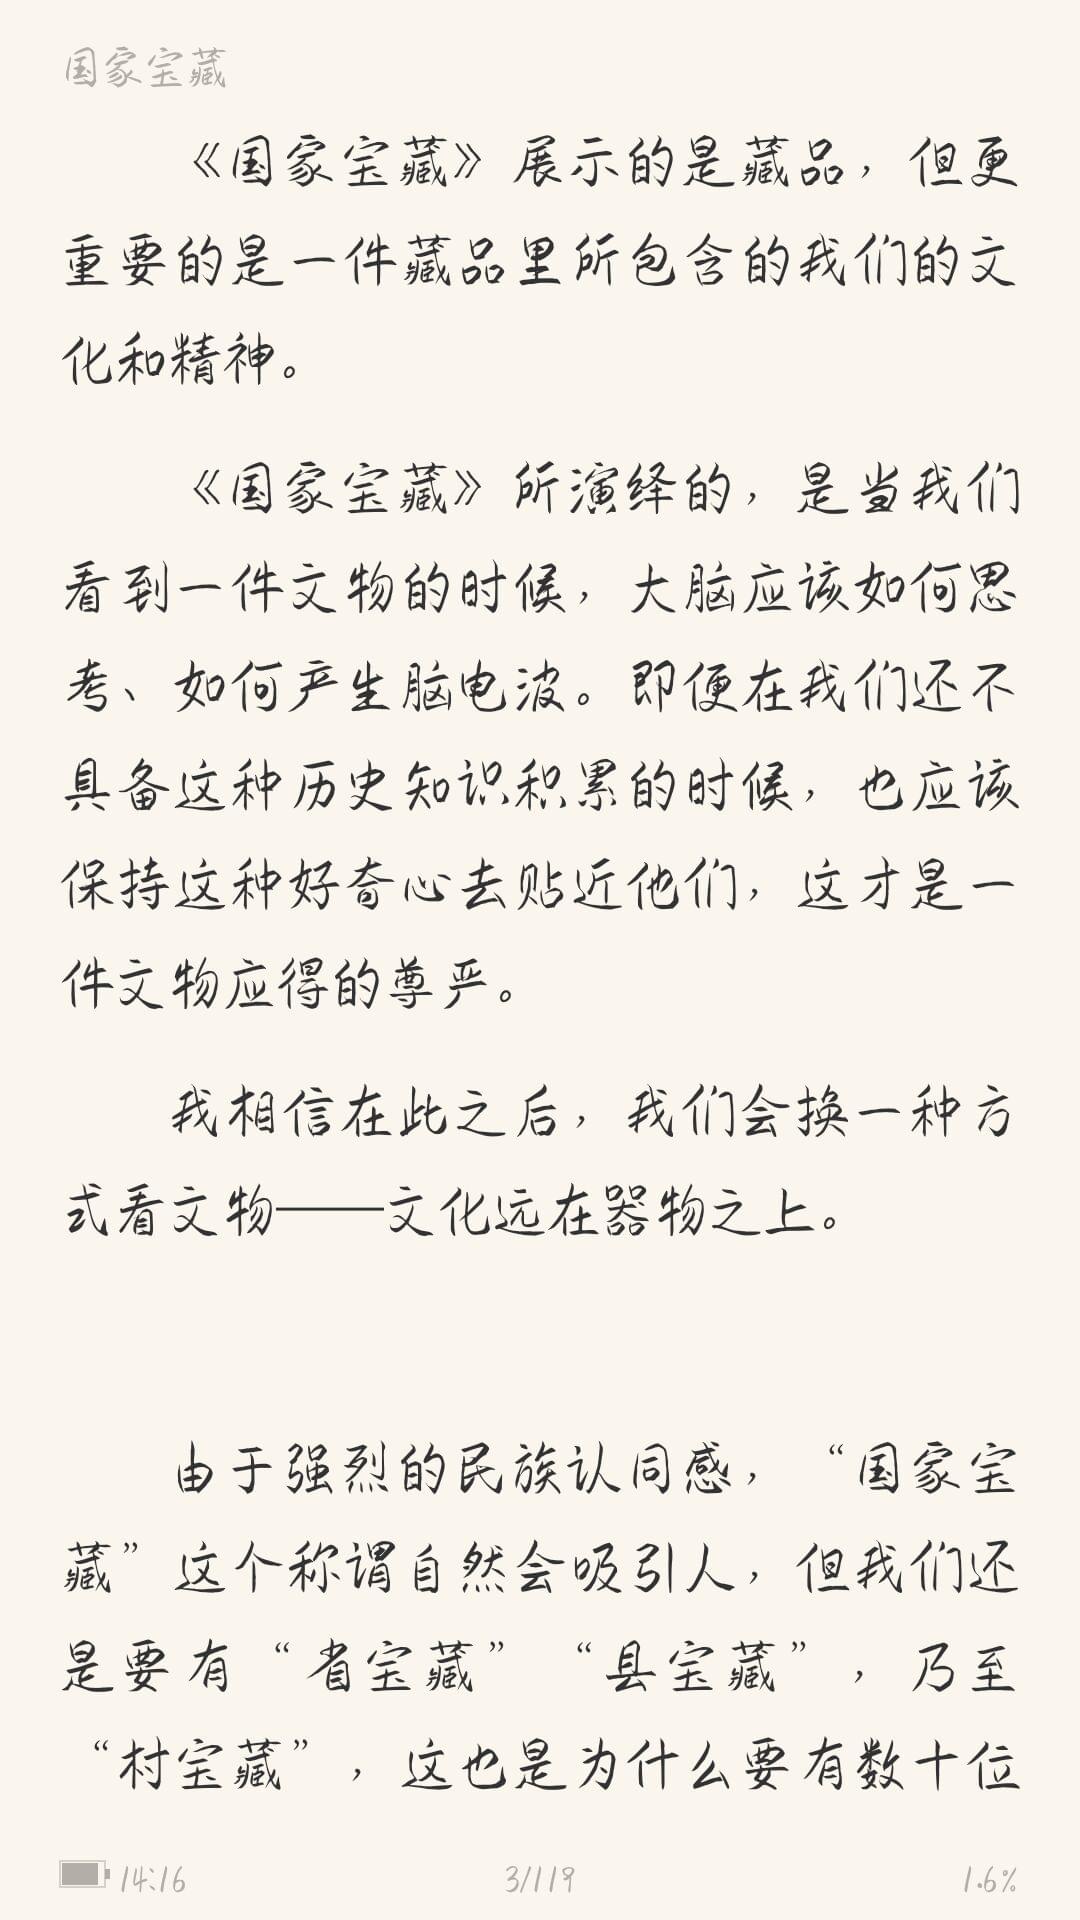 国家宝藏
《国家宝藏》展示的是藏品，但更
重要的是一件藏品里所包含的我们的文
化和精神。
《国家宝藏》所演绎的，是当我们
看到一件文物的时候，大脑应该如何思
考、如何产生脑电波。即便在我们还不
具备这种历史知识积累的时候，也应该
保持这种好奇心去贴近他们，这才是一
件文物应得的尊严。
我相信在此之后，我们会换一种方
式看文物——文化远在器物之上。
由于强烈的民族认同感，“国家宝
藏”这个称谓自然会吸引人，但我们还
是要有“省宝藏”“县宝藏”，乃至
“村宝藏”，这也是为什么要有数十位
14:16 3/119 1.6%